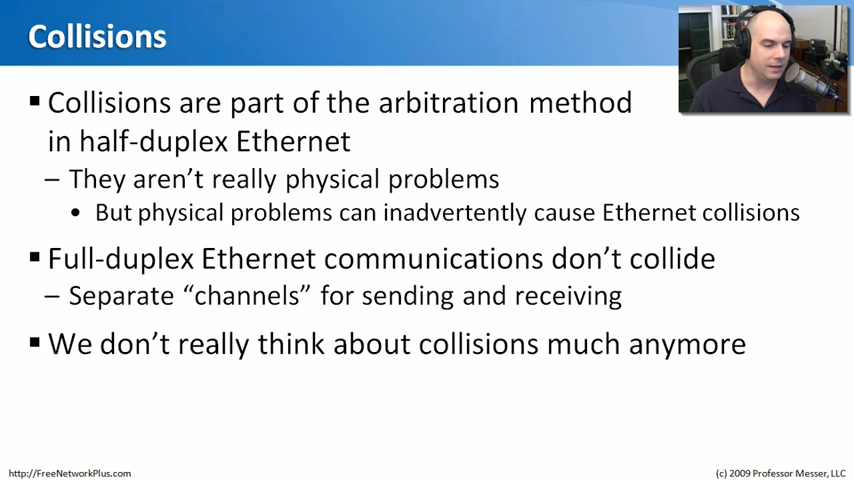 Collisions
▪ Collisions are part of the arbitration method
in half-duplex Ethernet
– They aren't really physical problems
• But physical problems can inadvertently cause Ethernet collisions
▪ Full-duplex Ethernet communications don't collide
– Separate “channels” for sending and receiving
▪ We don't really think about collisions much anymore
http://FreeNetworkPlus.com
(c) 2009 Professor Messer, LLC